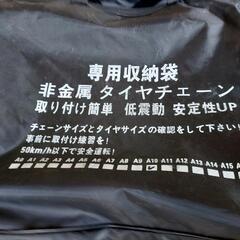 専用収納袋
非金属 タイヤチェーン
取り付け簡単 低震動 安定性UP
チェーンサイズとタイヤサイズの確認をして下さい!
事前に取付け練習を!
50km/h以下で安全運転!
A0 A1 A2 A3 A4 A5 A6 A7 A8 A9 A10 A11 A12 A13 A14 A15